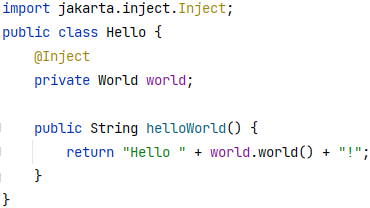 import jakarta.inject.Inject;
public class Hello {
    @Inject
    private World world;

    public String helloWorld() {
        return "Hello " + world.world() + "!";
    }
}